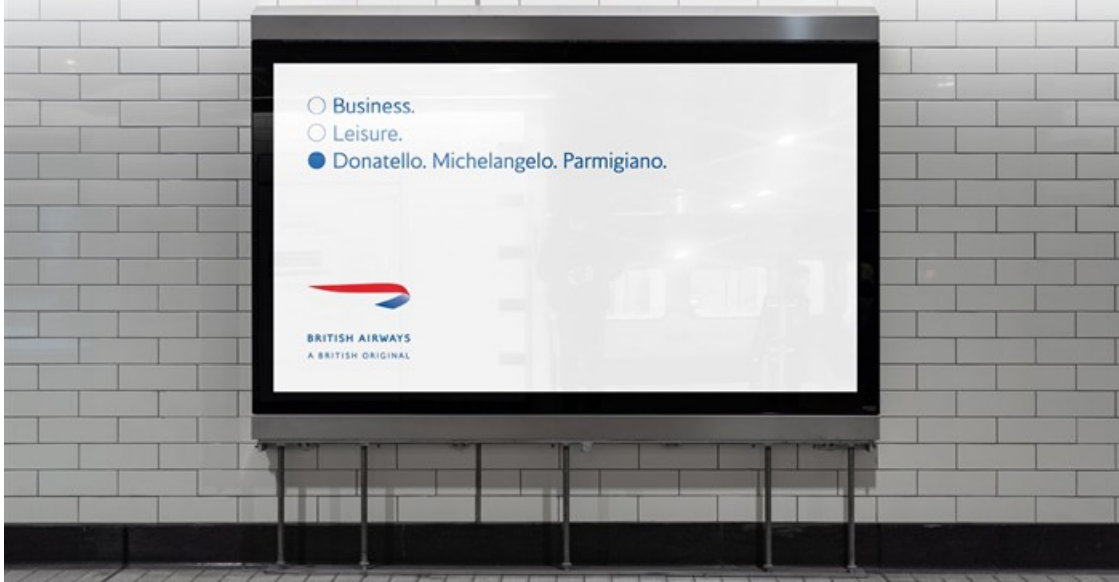 Business.
Leisure.
Donatello. Michelangelo. Parmigiano.
BRITISH AIRWAYS
A BRITISH ORIGINAL